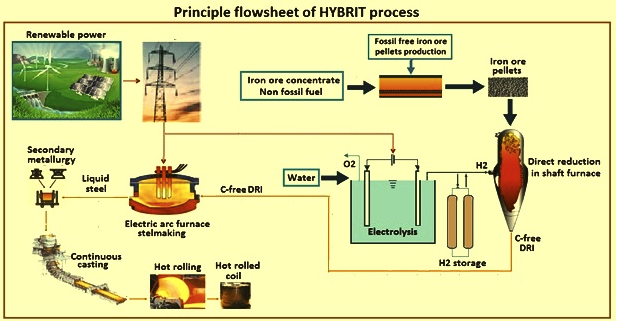 Principle flowsheet of HYBRIT process
Renewable power
Fossil free iron ore
pellets production
Iron ore concentrate
Non fossil fuel
Iron ore
pellets
Secondary
metallurgy
Liquid
steel
C-free DRI
Water
O2
H2
Direct reduction
in shaft furnace
Electric arc furnace
stelmaking
Electrolysis
C-free
DRI
H2 storage
Continuous
casting
Hot rolling
Hot rolled
coil